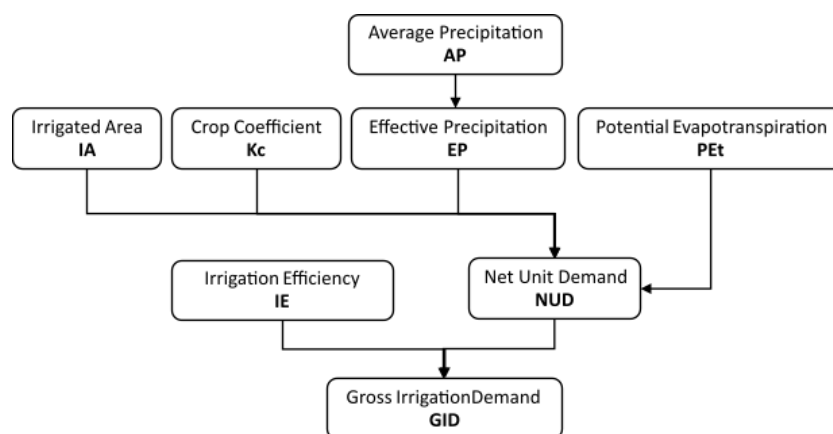 Average Precipitation
AP
Irrigated Area
IA
Crop Coefficient
Kc
Effective Precipitation
EP
Potential Evapotranspiration
PEt
Irrigation Efficiency
IE
Net Unit Demand
NUD
Gross IrrigationDemand
GID